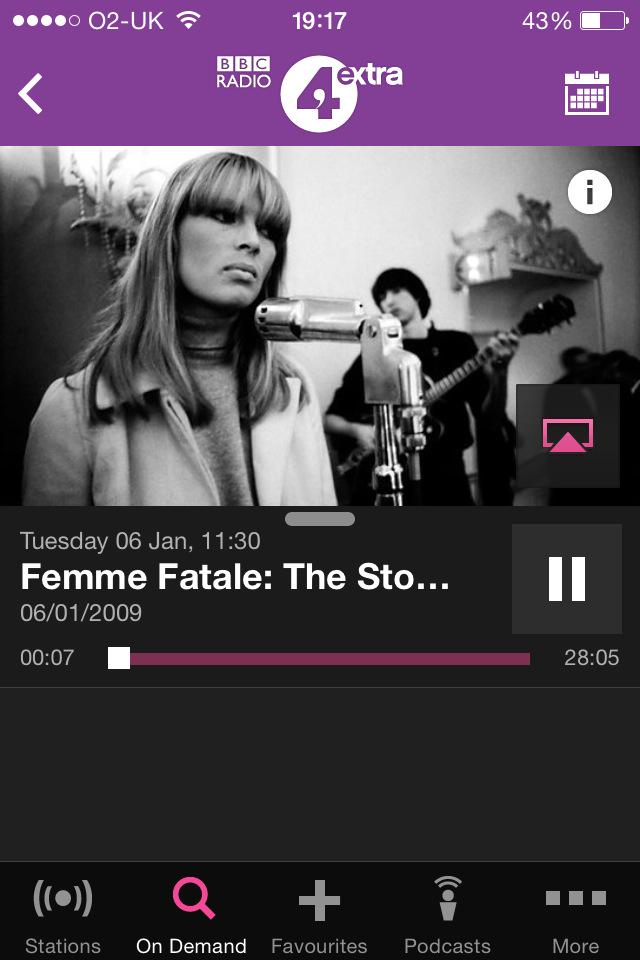 O2-UK 19:17 43%
BBC RADIO 4 extra
i
Tuesday 06 Jan, 11:30
Femme Fatale: The Sto...
06/01/2009
00:07 28:05
Stations On Demand Favourites Podcasts More